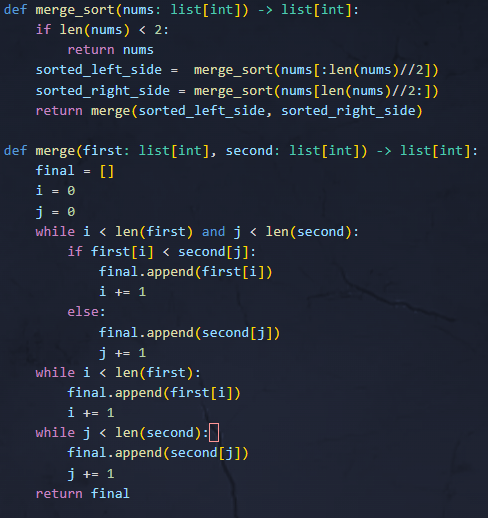 def merge_sort(nums: list[int]) -> list[int]:
    if len(nums) < 2:
        return nums
    sorted_left_side =  merge_sort(nums[:len(nums)//2])
    sorted_right_side = merge_sort(nums[len(nums)//2:])
    return merge(sorted_left_side, sorted_right_side)

def merge(first: list[int], second: list[int]) -> list[int]:
    final = []
    i = 0
    j = 0
    while i < len(first) and j < len(second):
        if first[i] < second[j]:
            final.append(first[i])
            i += 1
        else:
            final.append(second[j])
            j += 1
    while i < len(first):
        final.append(first[i])
        i += 1
    while j < len(second):
        final.append(second[j])
        j += 1
    return final